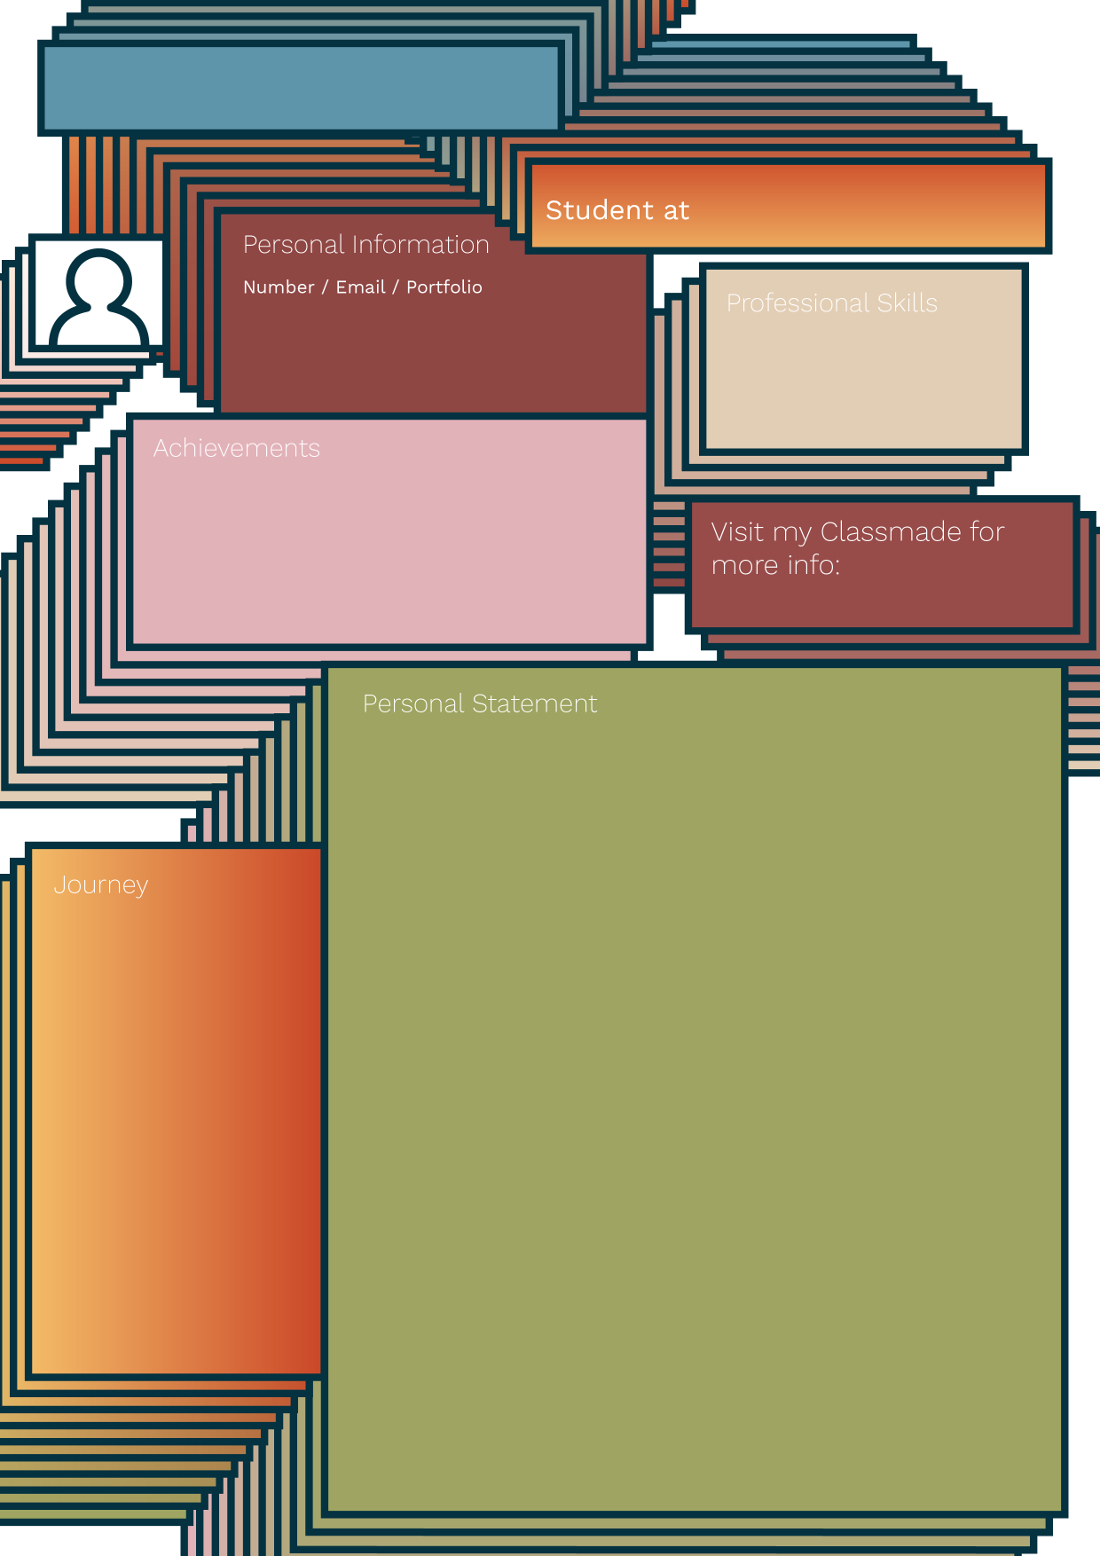 Student at
Personal Information
Number / Email / Portfolio
Professional Skills
Achievements
Visit my Classmade for
more info:
Personal Statement
Journey